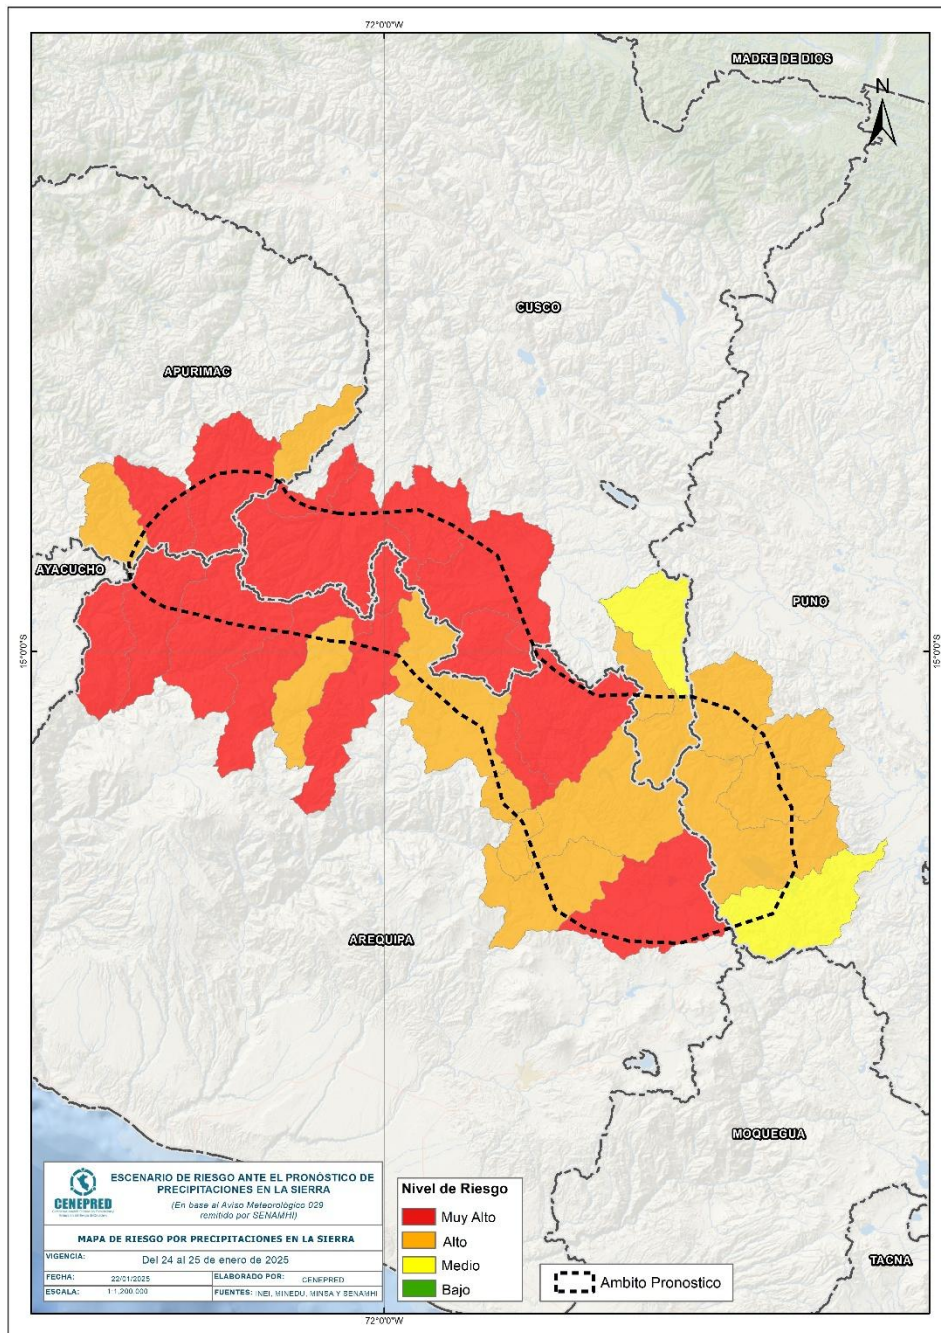 72°0'0"W
MADRE DE DIOS
N
CUSCO
APURIMAC
AYACUCHO
PUNO
15°0'0"S
15°0'0"S
AREQUIPA
MOQUEGUA
TACNA
CENEPRED
ESCENARIO DE RIESGO ANTE EL PRONÓSTICO DE
PRECIPITACIONES EN LA SIERRA
(En base al Aviso Meteorológico 029
remitido por SENAMHI)
MAPA DE RIESGO POR PRECIPITACIONES EN LA SIERRA
VIGENCIA:
Del 24 al 25 de enero de 2025
FECHA: 22/01/2025
ELABORADO POR: CENEPRED
ESCALA: 1:1,200,000
FUENTES: INEI, MINEDU, MINSA Y SENAMHI
Nivel de Riesgo
Muy Alto
Alto
Medio
Bajo
Ambito Pronostico
72°0'0"W